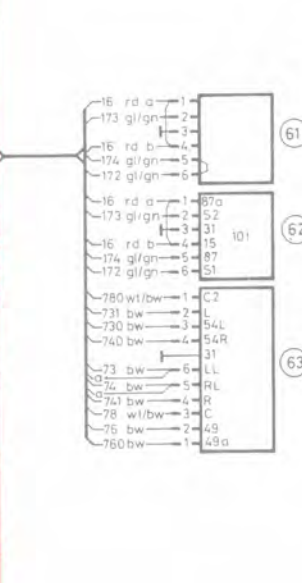 16 rd a 1
173 gl/gn 2
3
16 rd b 4
174 gl/gn 5
172 gl/gn 6
61
16 rd a 1 87a
173 gl/gn 2 S2
3 31
16 rd b 4 15
174 gl/gn 5 87
172 gl/gn 6 S1
101
62
780 wt/bw 1 C2
731 bw 2 L
730 bw 3 54L
740 bw 4 54R
31
73 bw 6 LL
a
74 bw 5 RL
a
741 bw 4 R
78 wt/bw 3 C
76 bw 2 49
760 bw 1 49a
63